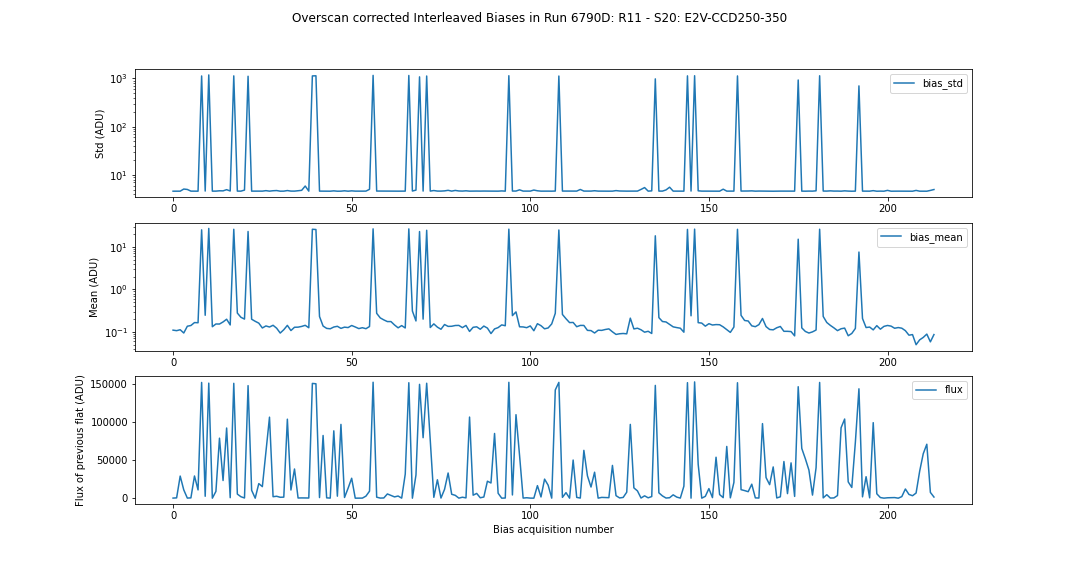 Overscan corrected Interleaved Biases in Run 6790D: R11 - S20: E2V-CCD250-350
Std (ADU)
10³
10²
10¹
bias_std
0 50 100 150 200
Mean (ADU)
10¹
10⁰
10⁻¹
bias_mean
0 50 100 150 200
Flux of previous flat (ADU)
150000
100000
50000
0
flux
0 50 100 150 200
Bias acquisition number